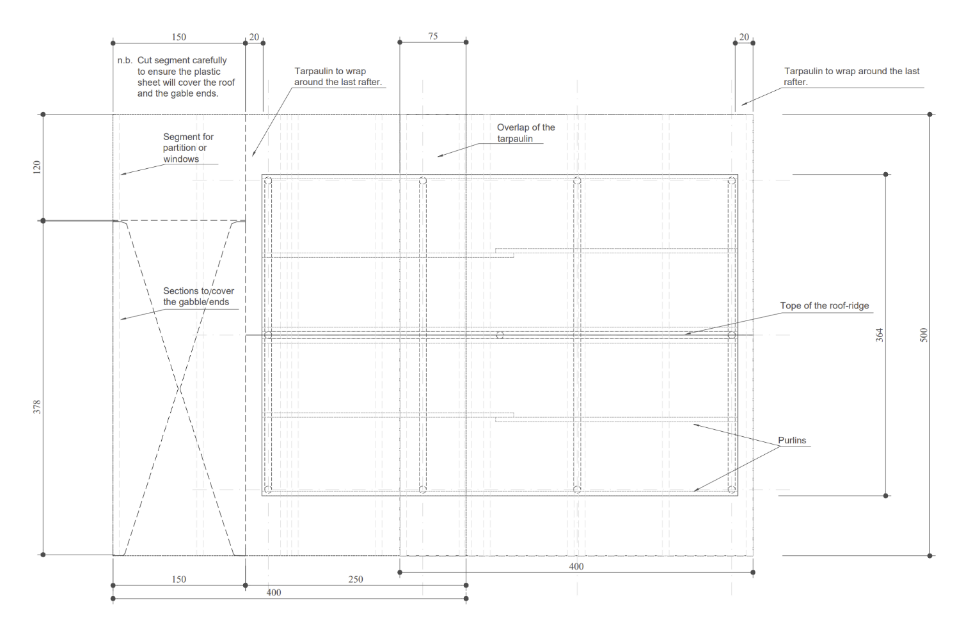 150
20
75
20
n.b. Cut segment carefully
to ensure the plastic
sheet will cover the roof
and the gable ends.
Tarpaulin to wrap
around the last rafter.
Tarpaulin to wrap around the last
rafter.
Segment for
partition or
windows
Overlap of the
tarpaulin
120
Sections to cover
the gabble/ends
Tope of the roof-ridge
364
500
378
Purlins
400
150
250
400